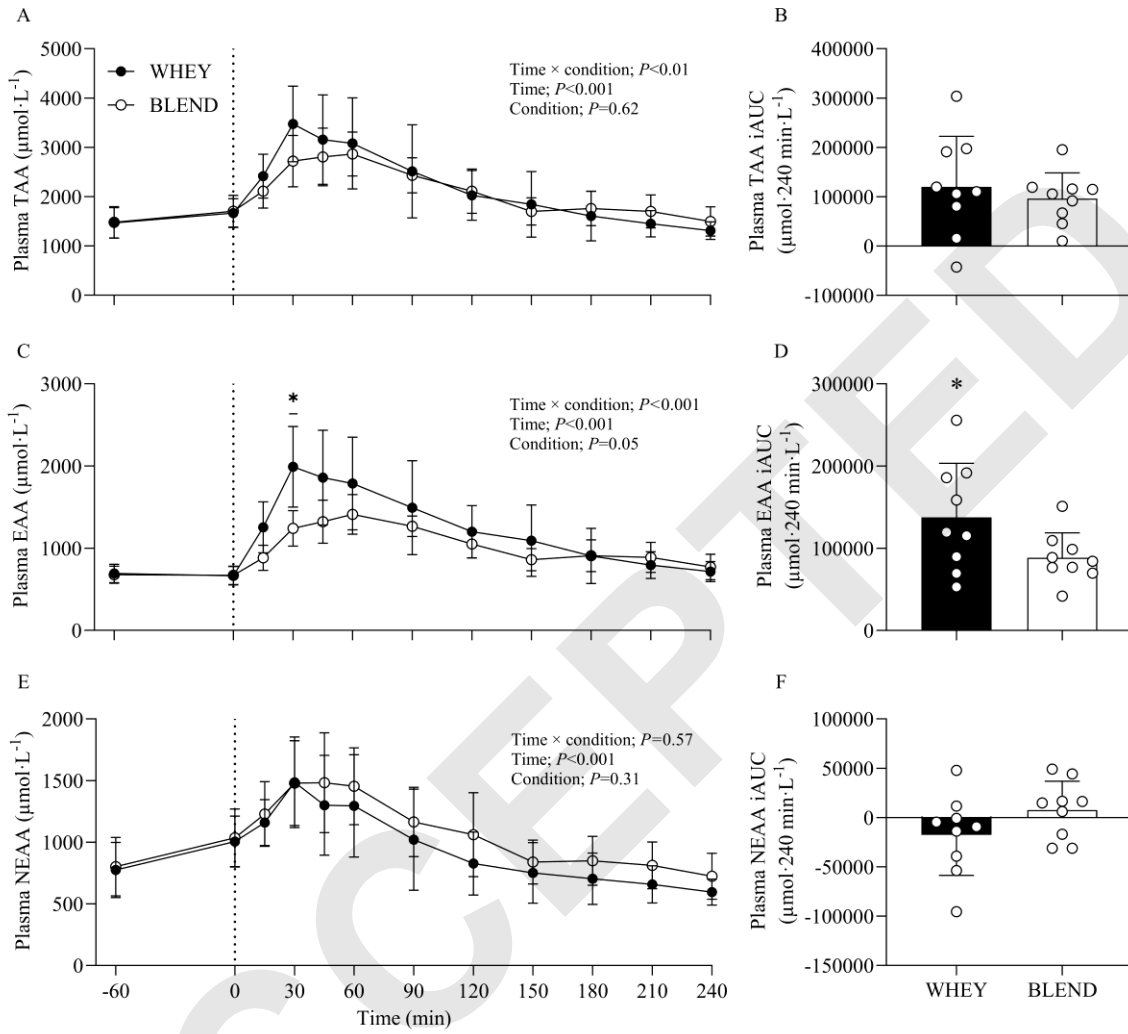 A
B
5000
4000
3000
2000
1000
0
Plasma TAA (µmol·L⁻¹)
WHEY
BLEND
Time × condition; P<0.01
Time; P<0.001
Condition; P=0.62
400000
300000
200000
100000
0
-100000
Plasma TAA iAUC
(µmol·240 min·L⁻¹)
C
D
3000
2000
1000
0
Plasma EAA (µmol·L⁻¹)
*
Time × condition; P<0.001
Time; P<0.001
Condition; P=0.05
300000
200000
100000
0
Plasma EAA iAUC
(µmol·240 min·L⁻¹)
*
E
F
2000
1500
1000
500
0
Plasma NEAA (µmol·L⁻¹)
Time × condition; P=0.57
Time; P<0.001
Condition; P=0.31
-60 0 30 60 90 120 150 180 210 240
Time (min)
100000
50000
0
-50000
-100000
-150000
Plasma NEAA iAUC
(µmol·240 min·L⁻¹)
WHEY BLEND
CCEPTED